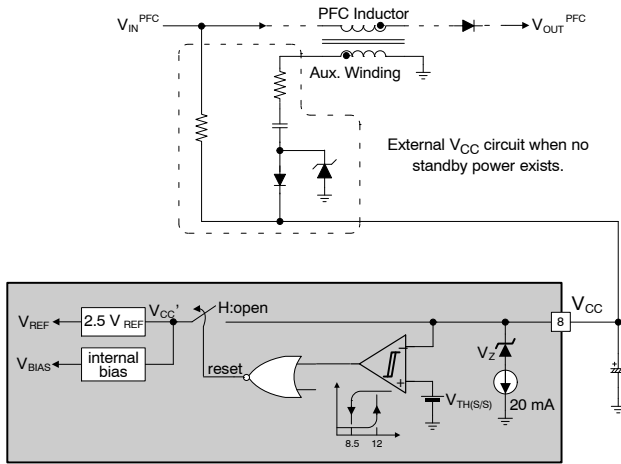 PFC Inductor
V_IN^PFC
V_OUT^PFC
Aux. Winding
External V_CC circuit when no
standby power exists.
V_CC
8
H:open
V_CC'
V_REF
2.5 V_REF
V_BIAS
internal
bias
reset
V_Z
20 mA
V_TH(S/S)
8.5
12
+
−
+